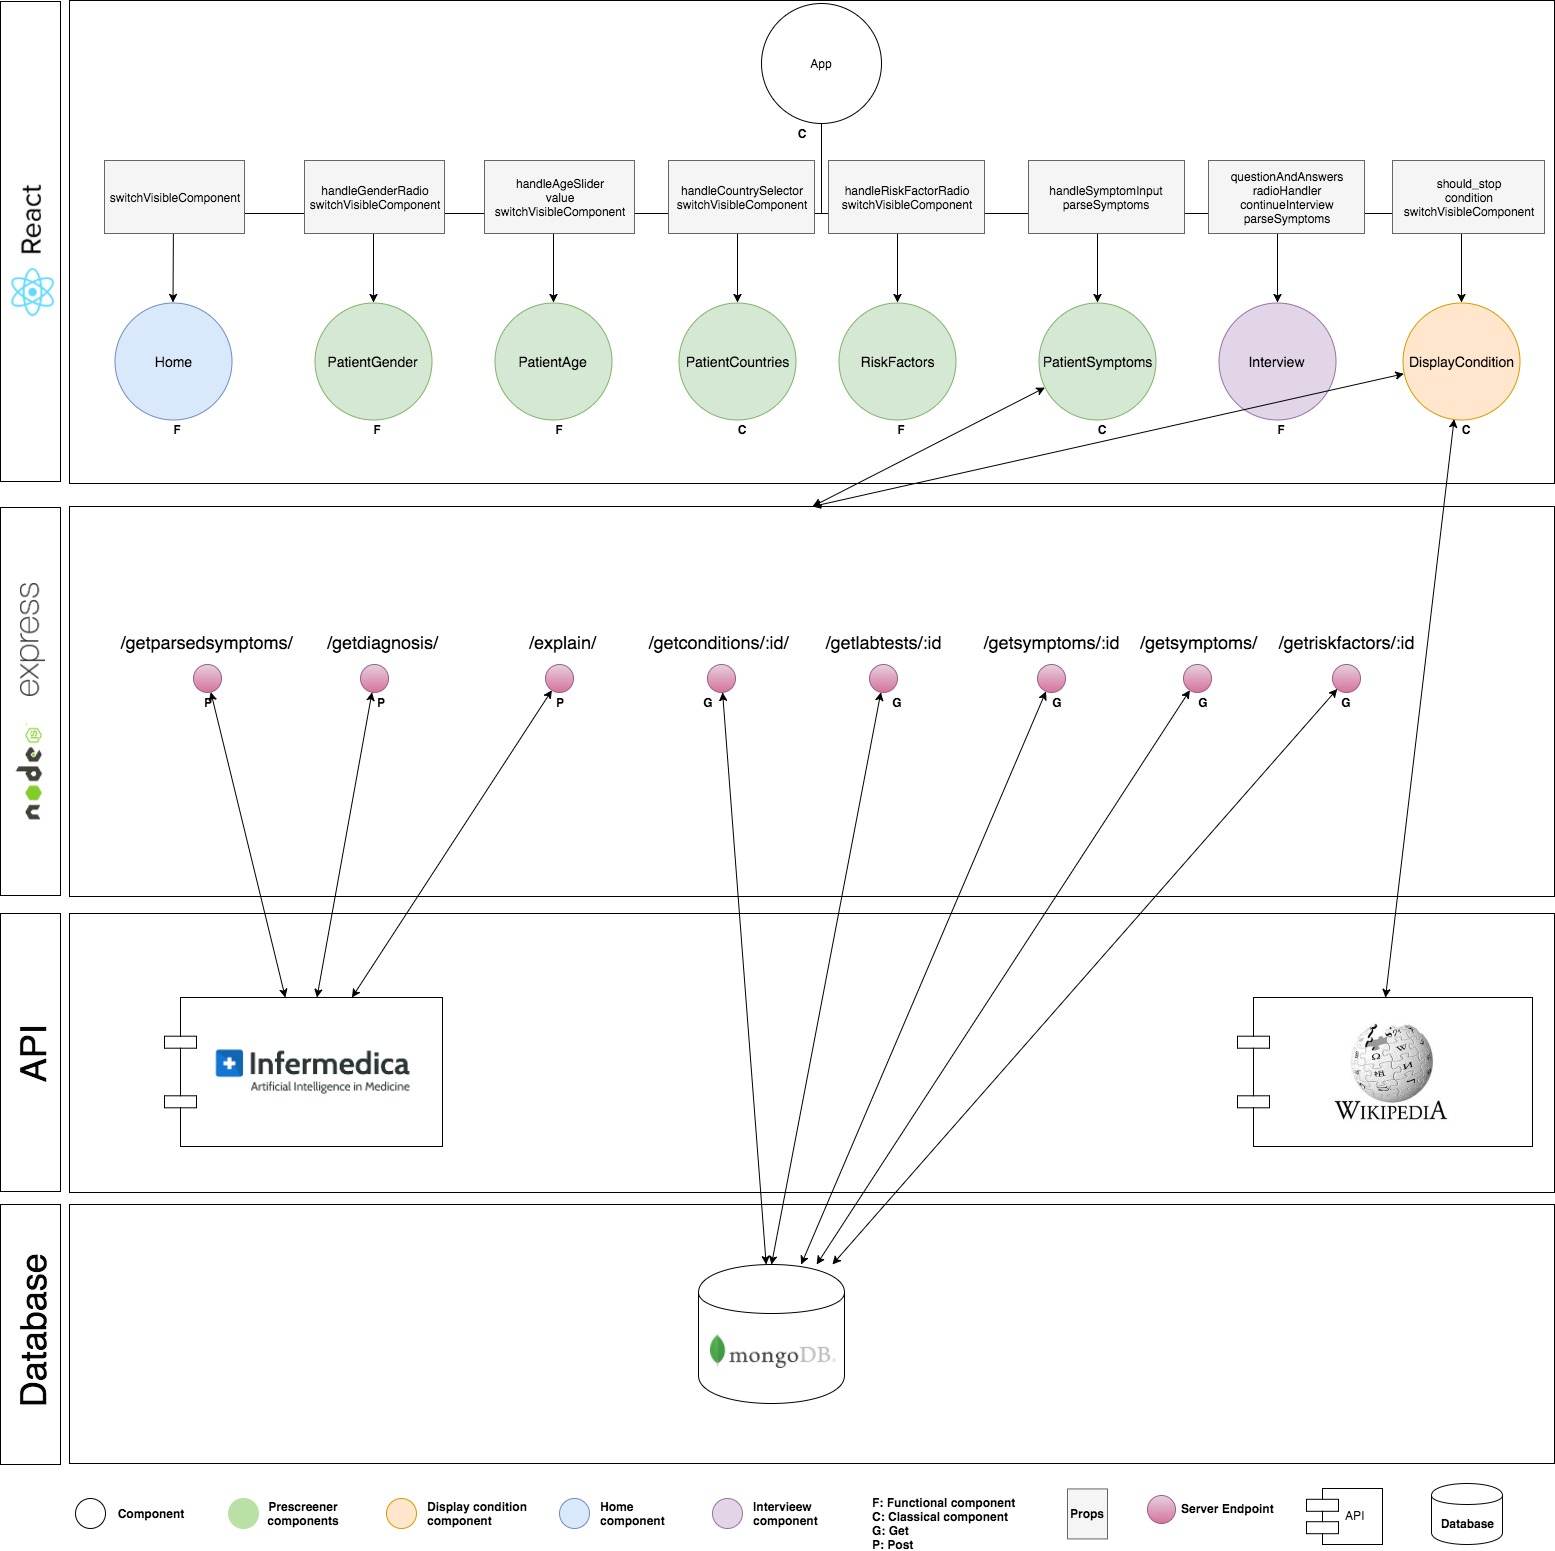 React
App
C
switchVisibleComponent
handleGenderRadio
switchVisibleComponent
handleAgeSlider
value
switchVisibleComponent
handleCountrySelector
switchVisibleComponent
handleRiskFactorRadio
switchVisibleComponent
handleSymptomInput
parseSymptoms
questionAndAnswers
radioHandler
continueInterview
parseSymptoms
should_stop
condition
switchVisibleComponent
Home
PatientGender
PatientAge
PatientCountries
RiskFactors
PatientSymptoms
Interview
DisplayCondition
F
F
F
C
F
C
F
C
express
node
JS
/getparsedsymptoms/
/getdiagnosis/
/explain/
/getconditions/:id/
/getlabtests/:id
/getsymptoms/:id
/getsymptoms/
/getriskfactors/:id
P
P
P
G
G
G
G
G
API
Infermedica
Artificial Intelligence in Medicine
WIKIPEDIA
Database
mongoDB.
Component
Prescreener
components
Display condition
component
Home
component
Intervieew
component
F: Functional component
C: Classical component
G: Get
P: Post
Props
Server Endpoint
API
Database